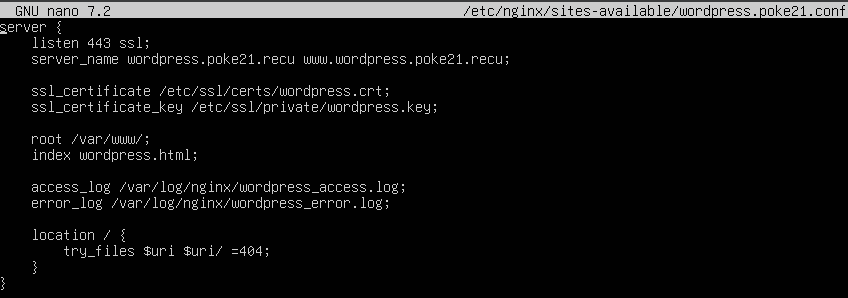 GNU nano 7.2 /etc/nginx/sites-available/wordpress.poke21.conf
server {
    listen 443 ssl;
    server_name wordpress.poke21.recu www.wordpress.poke21.recu;

    ssl_certificate /etc/ssl/certs/wordpress.crt;
    ssl_certificate_key /etc/ssl/private/wordpress.key;

    root /var/www/;
    index wordpress.html;

    access_log /var/log/nginx/wordpress_access.log;
    error_log /var/log/nginx/wordpress_error.log;

    location / {
        try_files $uri $uri/ =404;
    }
}